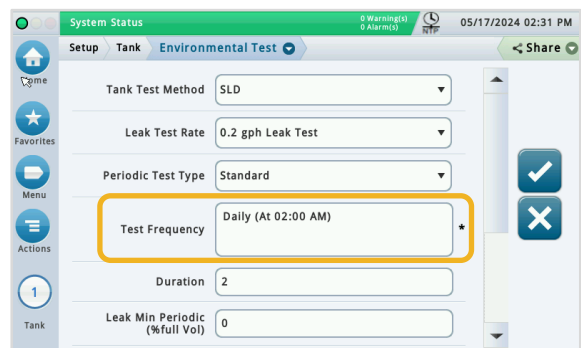 System Status
0 Warning(s)
0 Alarm(s)
NTP
05/17/2024 02:31 PM
Setup Tank Environmental Test
Share
Home
Favorites
Menu
Actions
1
Tank
Tank Test Method SLD
Leak Test Rate 0.2 gph Leak Test
Periodic Test Type Standard
Test Frequency Daily (At 02:00 AM) *
Duration 2
Leak Min Periodic
(%full Vol) 0